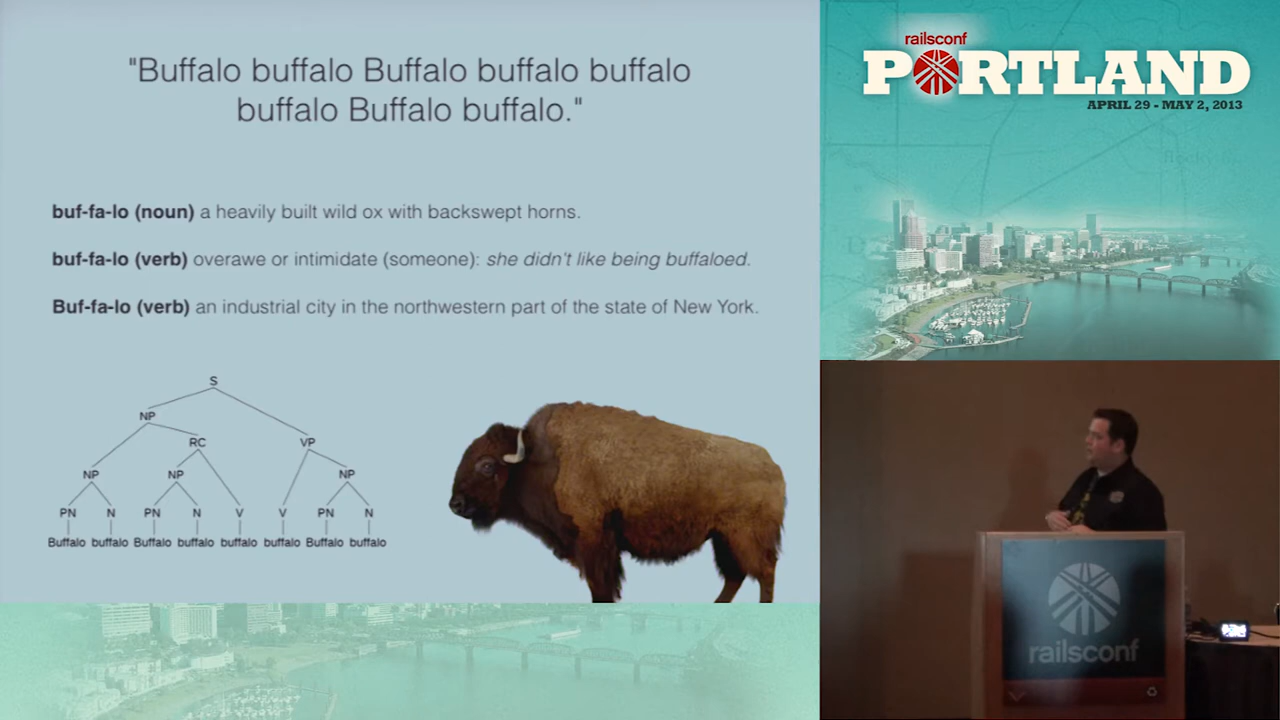 "Buffalo buffalo Buffalo buffalo buffalo
buffalo Buffalo buffalo."
buf-fa-lo (noun) a heavily built wild ox with backswept horns.
buf-fa-lo (verb) overawe or intimidate (someone): she didn't like being buffaloed.
Buf-fa-lo (verb) an industrial city in the northwestern part of the state of New York.
S
NP
RC VP
NP NP NP
PN N PN N V V PN N
Buffalo buffalo Buffalo buffalo buffalo buffalo Buffalo buffalo
railsconf
PORTLAND
APRIL 29 - MAY 2, 2013
railsconf